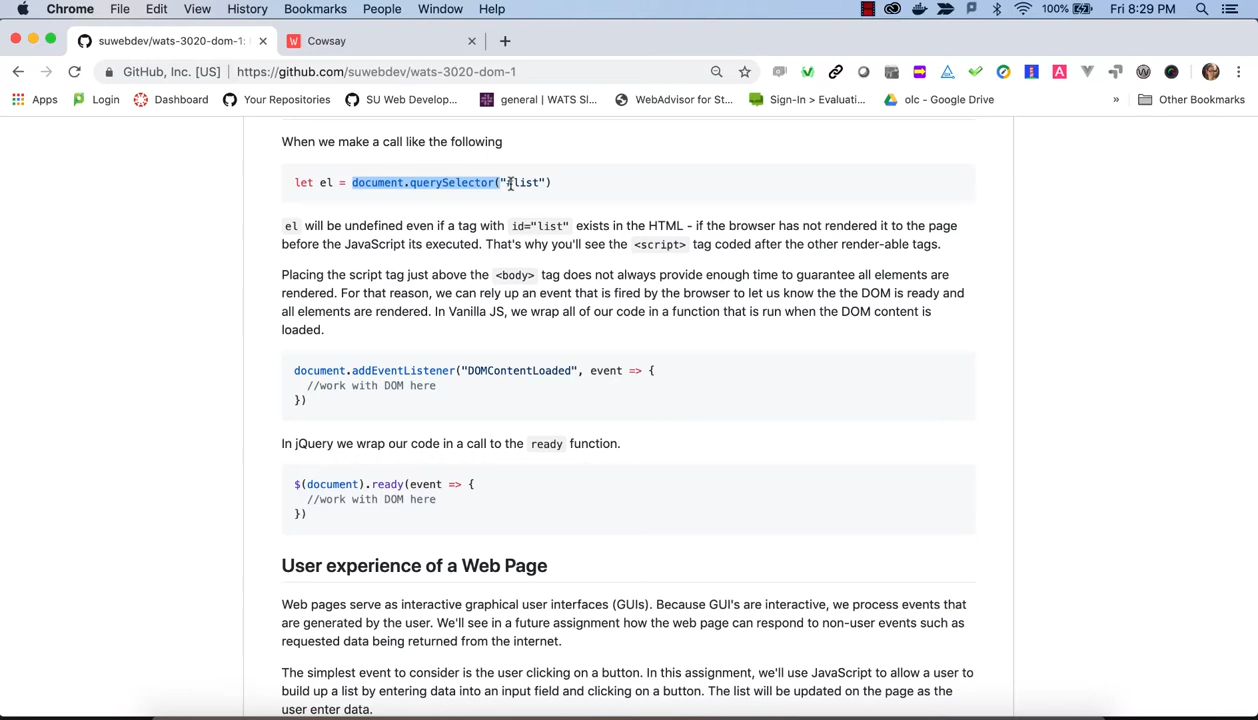 Chrome File Edit View History Bookmarks People Window Help 100% Fri 8:29 PM
suwebdev/wats-3020-dom-1: Cowsay
GitHub, Inc. [US] https://github.com/suwebdev/wats-3020-dom-1
Apps Login Dashboard Your Repositories SU Web Develop... general | WATS Sl... WebAdvisor for St... Sign-In > Evaluati... olc - Google Drive » Other Bookmarks
When we make a call like the following
let el = document.querySelector("#list")
el will be undefined even if a tag with id="list" exists in the HTML - if the browser has not rendered it to the page
before the JavaScript its executed. That's why you'll see the <script> tag coded after the other render-able tags.
Placing the script tag just above the <body> tag does not always provide enough time to guarantee all elements are
rendered. For that reason, we can rely up an event that is fired by the browser to let us know the the DOM is ready and
all elements are rendered. In Vanilla JS, we wrap all of our code in a function that is run when the DOM content is
loaded.
document.addEventListener("DOMContentLoaded", event => {
//work with DOM here
})
In jQuery we wrap our code in a call to the ready function.
$(document).ready(event => {
//work with DOM here
})
User experience of a Web Page
Web pages serve as interactive graphical user interfaces (GUIs). Because GUI's are interactive, we process events that
are generated by the user. We'll see in a future assignment how the web page can respond to non-user events such as
requested data being returned from the internet.
The simplest event to consider is the user clicking on a button. In this assignment, we'll use JavaScript to allow a user to
build up a list by entering data into an input field and clicking on a button. The list will be updated on the page as the
user enter data.